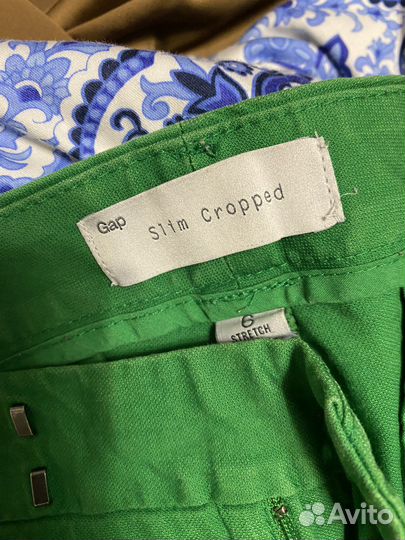 Gap
Slim Cropped
6
STRETCH
Avito